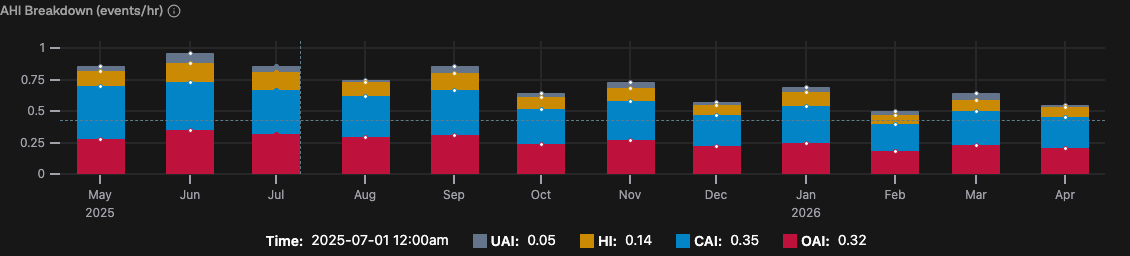 AHI Breakdown (events/hr)
1
0.75
0.5
0.25
0
May Jun Jul Aug Sep Oct Nov Dec Jan Feb Mar Apr
2025 2026
Time: 2025-07-01 12:00am UAI: 0.05 HI: 0.14 CAI: 0.35 OAI: 0.32